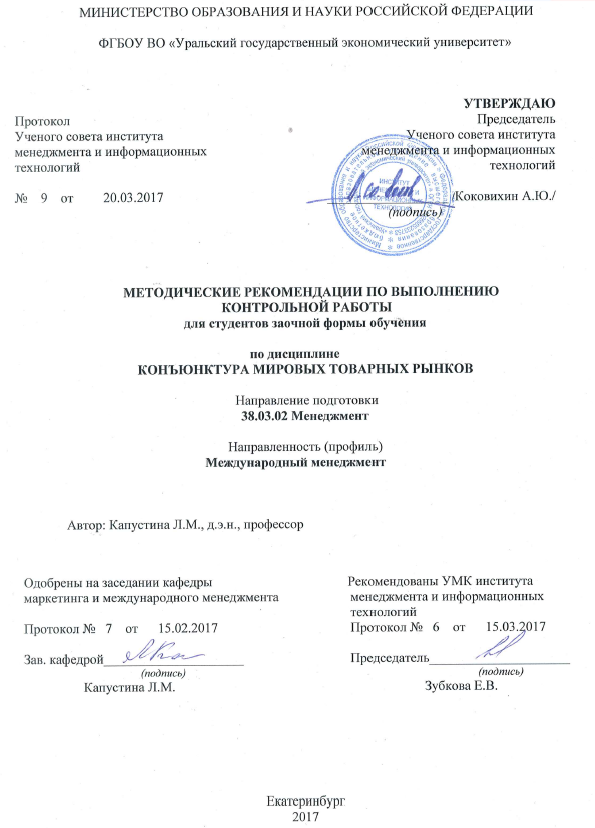 МИНИСТЕРСТВО ОБРАЗОВАНИЯ И НАУКИ РОССИЙСКОЙ ФЕДЕРАЦИИ
ФГБОУ ВО «Уральский государственный экономический университет»
УТВЕРЖДАЮ
Протокол
Ученого совета института
менеджмента и информационных
технологий
№ 9 от 20.03.2017
Председатель
Ученого совета института
менеджмента и информационных
технологий
/Коковихин А.Ю./
(подпись)
МЕТОДИЧЕСКИЕ РЕКОМЕНДАЦИИ ПО ВЫПОЛНЕНИЮ
КОНТРОЛЬНОЙ РАБОТЫ
для студентов заочной формы обучения
по дисциплине
КОНЪЮНКТУРА МИРОВЫХ ТОВАРНЫХ РЫНКОВ
Направление подготовки
38.03.02 Менеджмент
Направленность (профиль)
Международный менеджмент
Автор: Капустина Л.М., д.э.н., профессор
Одобрены на заседании кафедры
маркетинга и международного менеджмента
Протокол № 7 от 15.02.2017
Зав. кафедрой
(подпись)
Капустина Л.М.
Рекомендованы УМК института
менеджмента и информационных
технологий
Протокол № 6 от 15.03.2017
Председатель
(подпись)
Зубкова Е.В.
Екатеринбург
2017